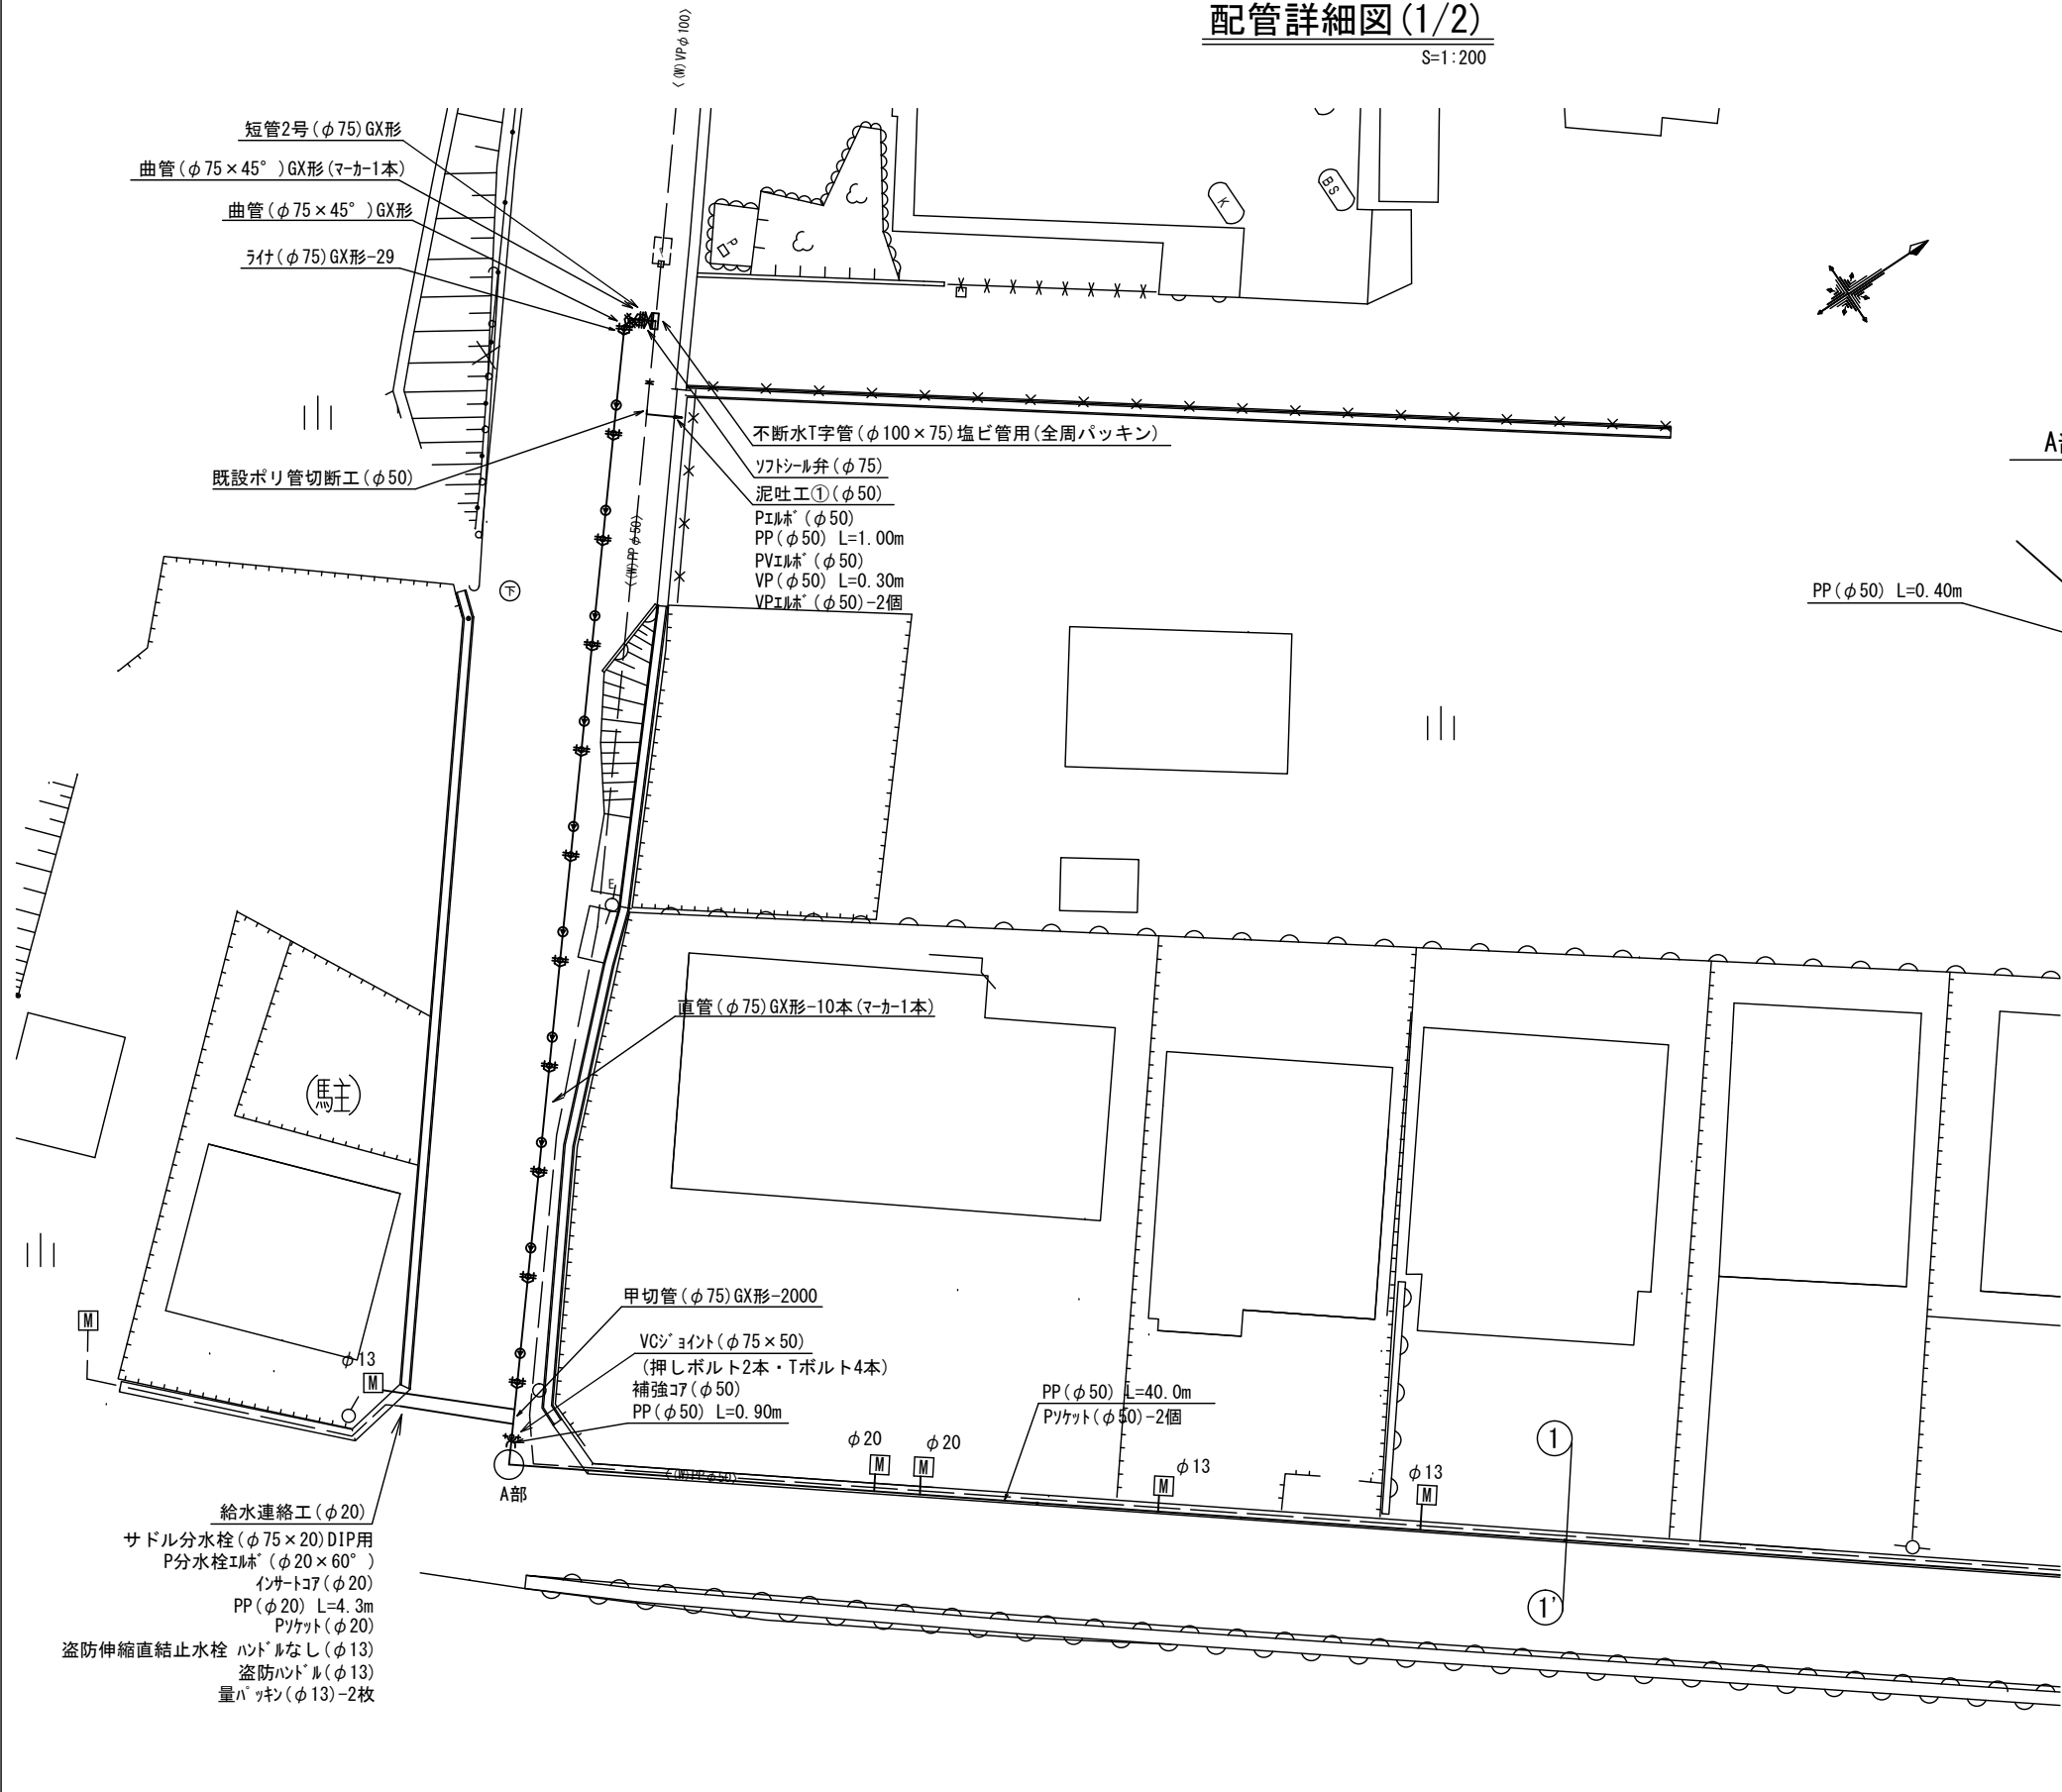 配管詳細図(1/2)
S=1:200
<(W)VPφ100>
短管2号(φ75)GX形
曲管(φ75×45°)GX形(ﾏｰｶｰ1本)
曲管(φ75×45°)GX形
ﾗｲﾅ(φ75)GX形-29
P
K
BS
既設ポリ管切断工(φ50)
不断水T字管(φ100×75)塩ビ管用(全周パッキン)
ｿﾌﾄｼｰﾙ弁(φ75)
泥吐工①(φ50)
Pｴﾙﾎﾞ(φ50)
PP(φ50) L=1.00m
PVｴﾙﾎﾞ(φ50)
VP(φ50) L=0.30m
VPｴﾙﾎﾞ(φ50)-2個
<(W)PPφ50>
下
PP(φ50) L=0.40m
E
直管(φ75)GX形-10本(ﾏｰｶｰ1本)
(駐)
甲切管(φ75)GX形-2000
VCｼﾞｮｲﾝﾄ(φ75×50)
(押しボルト2本・Tボルト4本)
補強ｺｱ(φ50)
PP(φ50) L=0.90m
M
φ13
M
PP(φ50) L=40.0m
Pｿｹｯﾄ(φ50)-2個
φ20
M
φ20
M
φ13
M
φ13
M
1
1'
<(W)PPφ50>
A部
給水連絡工(φ20)
サドル分水栓(φ75×20)DIP用
P分水栓ｴﾙﾎﾞ(φ20×60°)
ｲﾝｻｰﾄｺｱ(φ20)
PP(φ20) L=4.3m
Pｿｹｯﾄ(φ20)
盗防伸縮直結止水栓 ﾊﾝﾄﾞﾙなし(φ13)
盗防ﾊﾝﾄﾞﾙ(φ13)
量ﾊﾟｯｷﾝ(φ13)-2枚